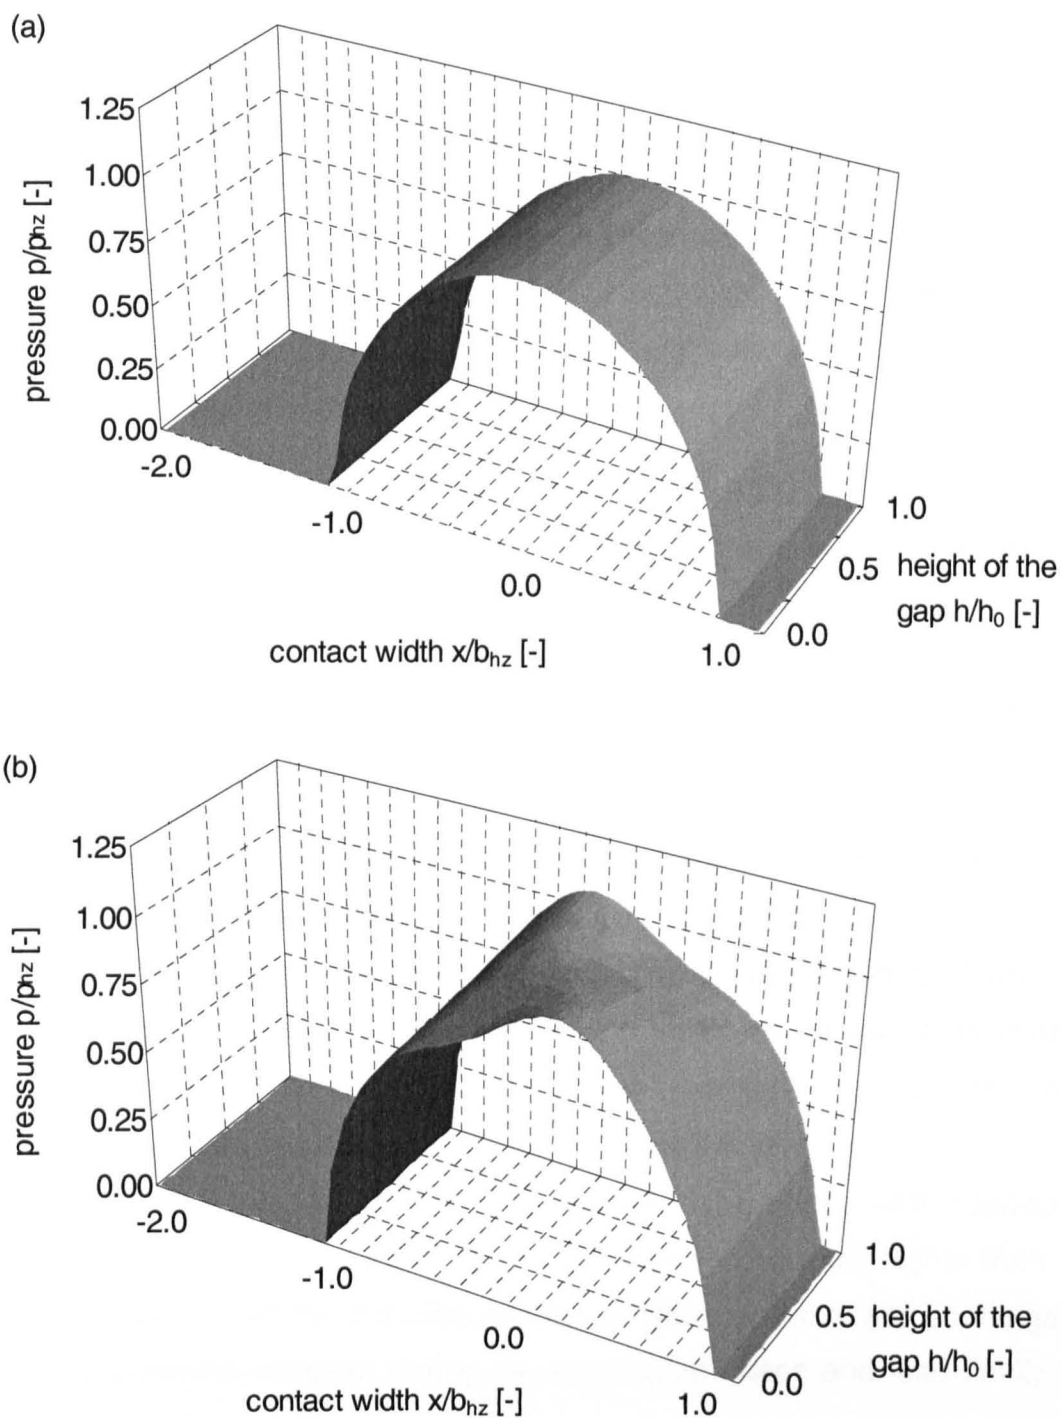 (a)
1.25
1.00
0.75
0.50
0.25
0.00
pressure p/phz [-]
-2.0
-1.0
0.0
1.0
contact width x/bhz [-]
1.0
0.5
0.0
height of the
gap h/h0 [-]
(b)
1.25
1.00
0.75
0.50
0.25
0.00
pressure p/phz [-]
-2.0
-1.0
0.0
1.0
contact width x/bhz [-]
1.0
0.5
0.0
height of the
gap h/h0 [-]